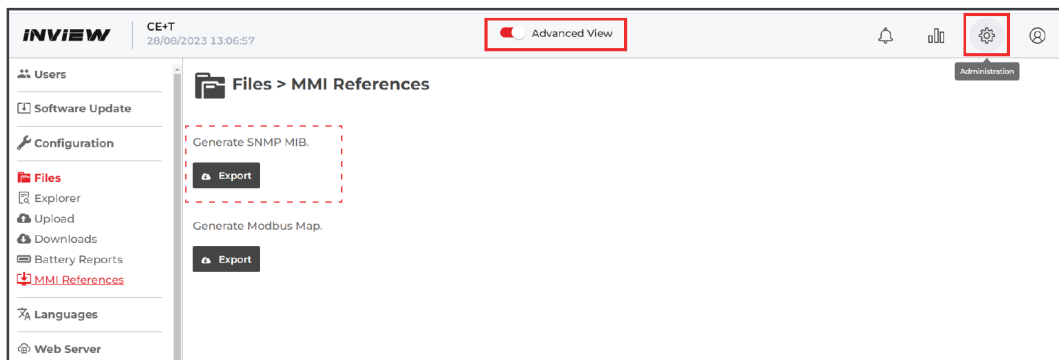 iNViEW
CE+T
28/08/2023 13:06:57
Advanced View
Administration
Users
Software Update
Configuration
Files
Explorer
Upload
Downloads
Battery Reports
MMI References
Languages
Web Server
Files > MMI References
Generate SNMP MIB.
Export
Generate Modbus Map.
Export